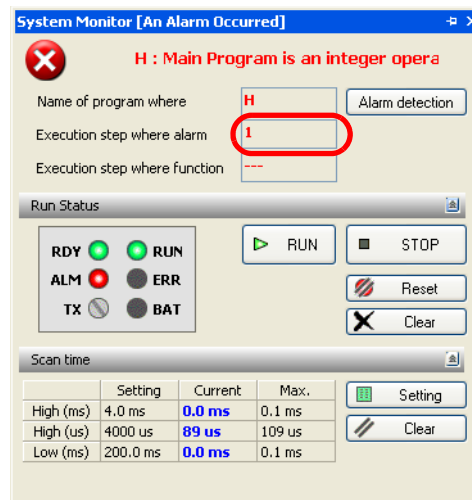 System Monitor [An Alarm Occurred]
H : Main Program is an integer opera
Name of program where H Alarm detection
Execution step where alarm 1
Execution step where function ---
Run Status
RDY RUN RUN STOP
ALM ERR Reset
TX BAT Clear
Scan time
Setting Current Max. Setting
High (ms) 4.0 ms 0.0 ms 0.1 ms
High (us) 4000 us 89 us 109 us Clear
Low (ms) 200.0 ms 0.0 ms 0.1 ms